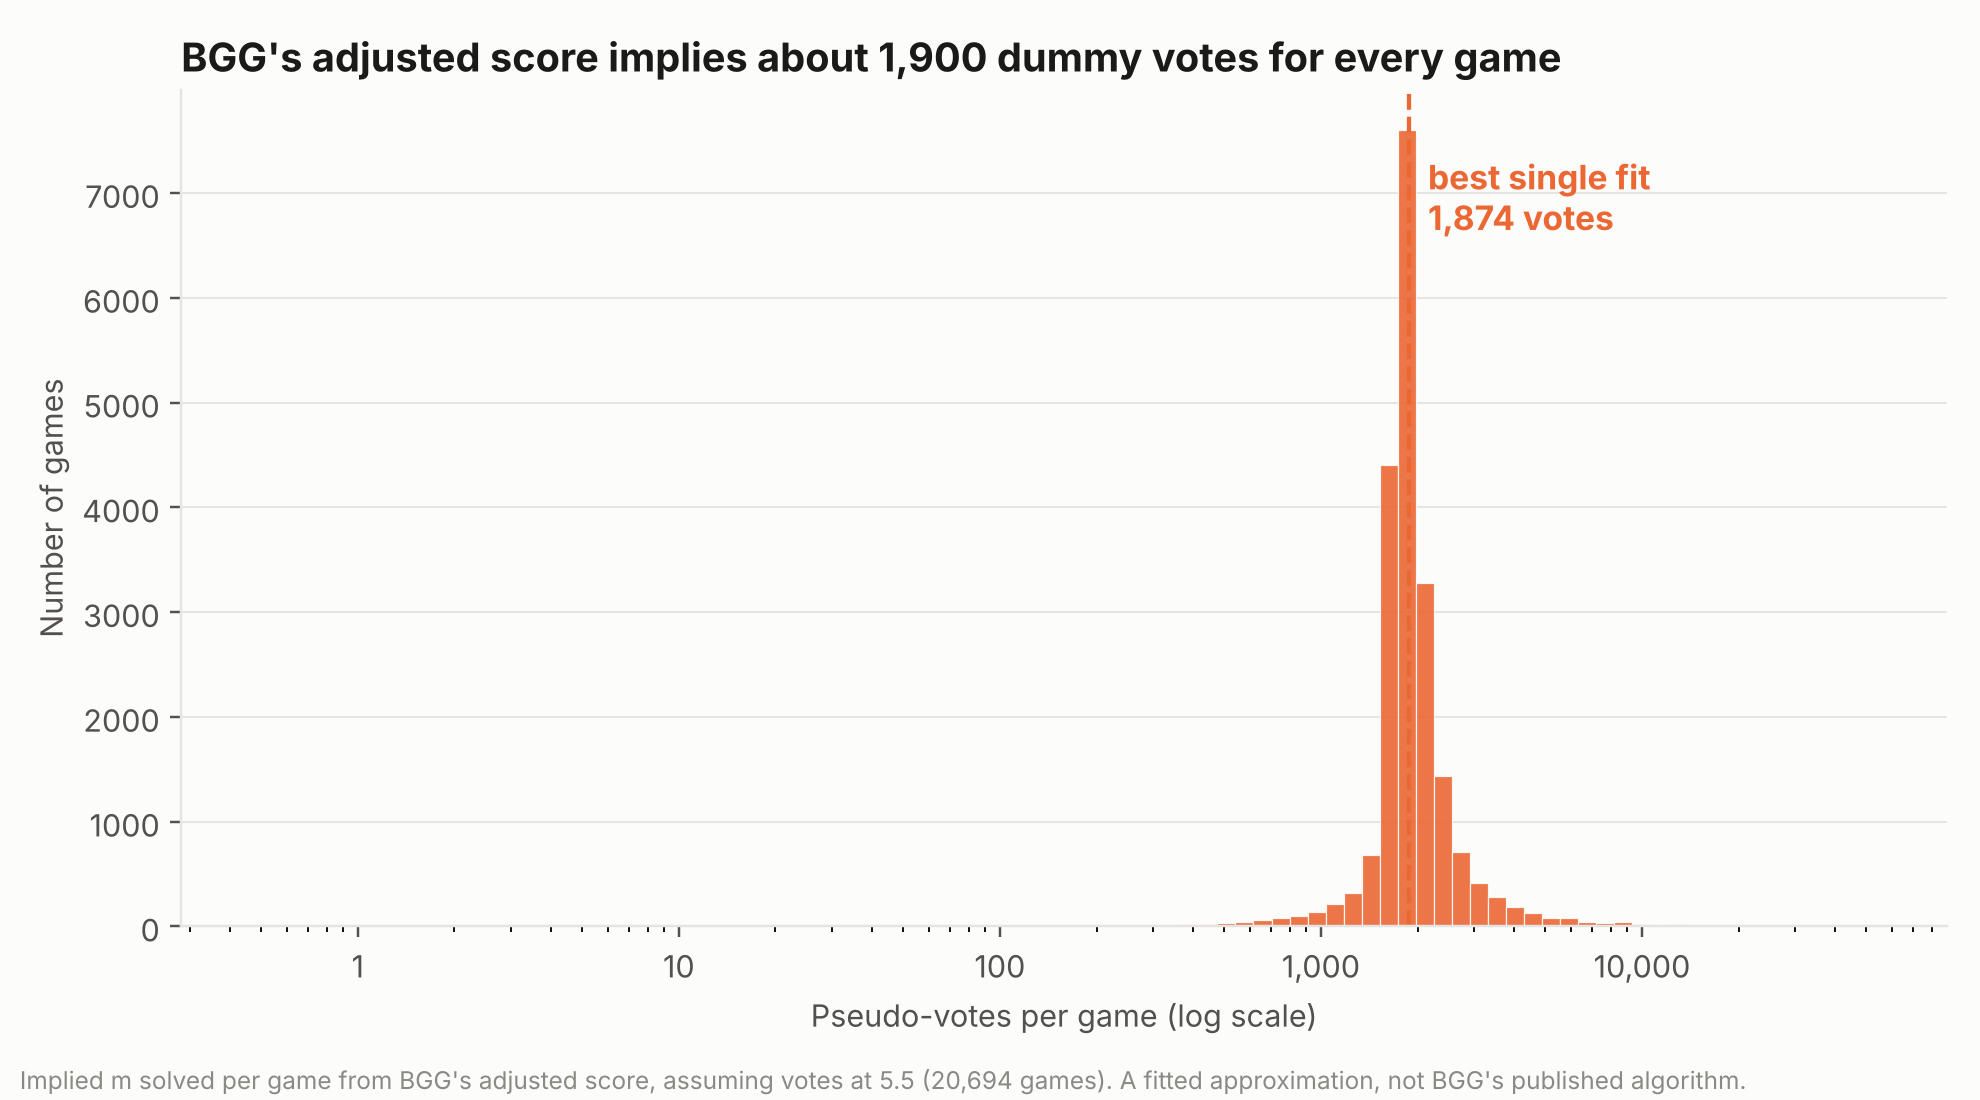 BGG's adjusted score implies about 1,900 dummy votes for every game
best single fit
1,874 votes
Number of games
7000
6000
5000
4000
3000
2000
1000
0
1
10
100
1,000
10,000
Pseudo-votes per game (log scale)
Implied m solved per game from BGG's adjusted score, assuming votes at 5.5 (20,694 games). A fitted approximation, not BGG's published algorithm.